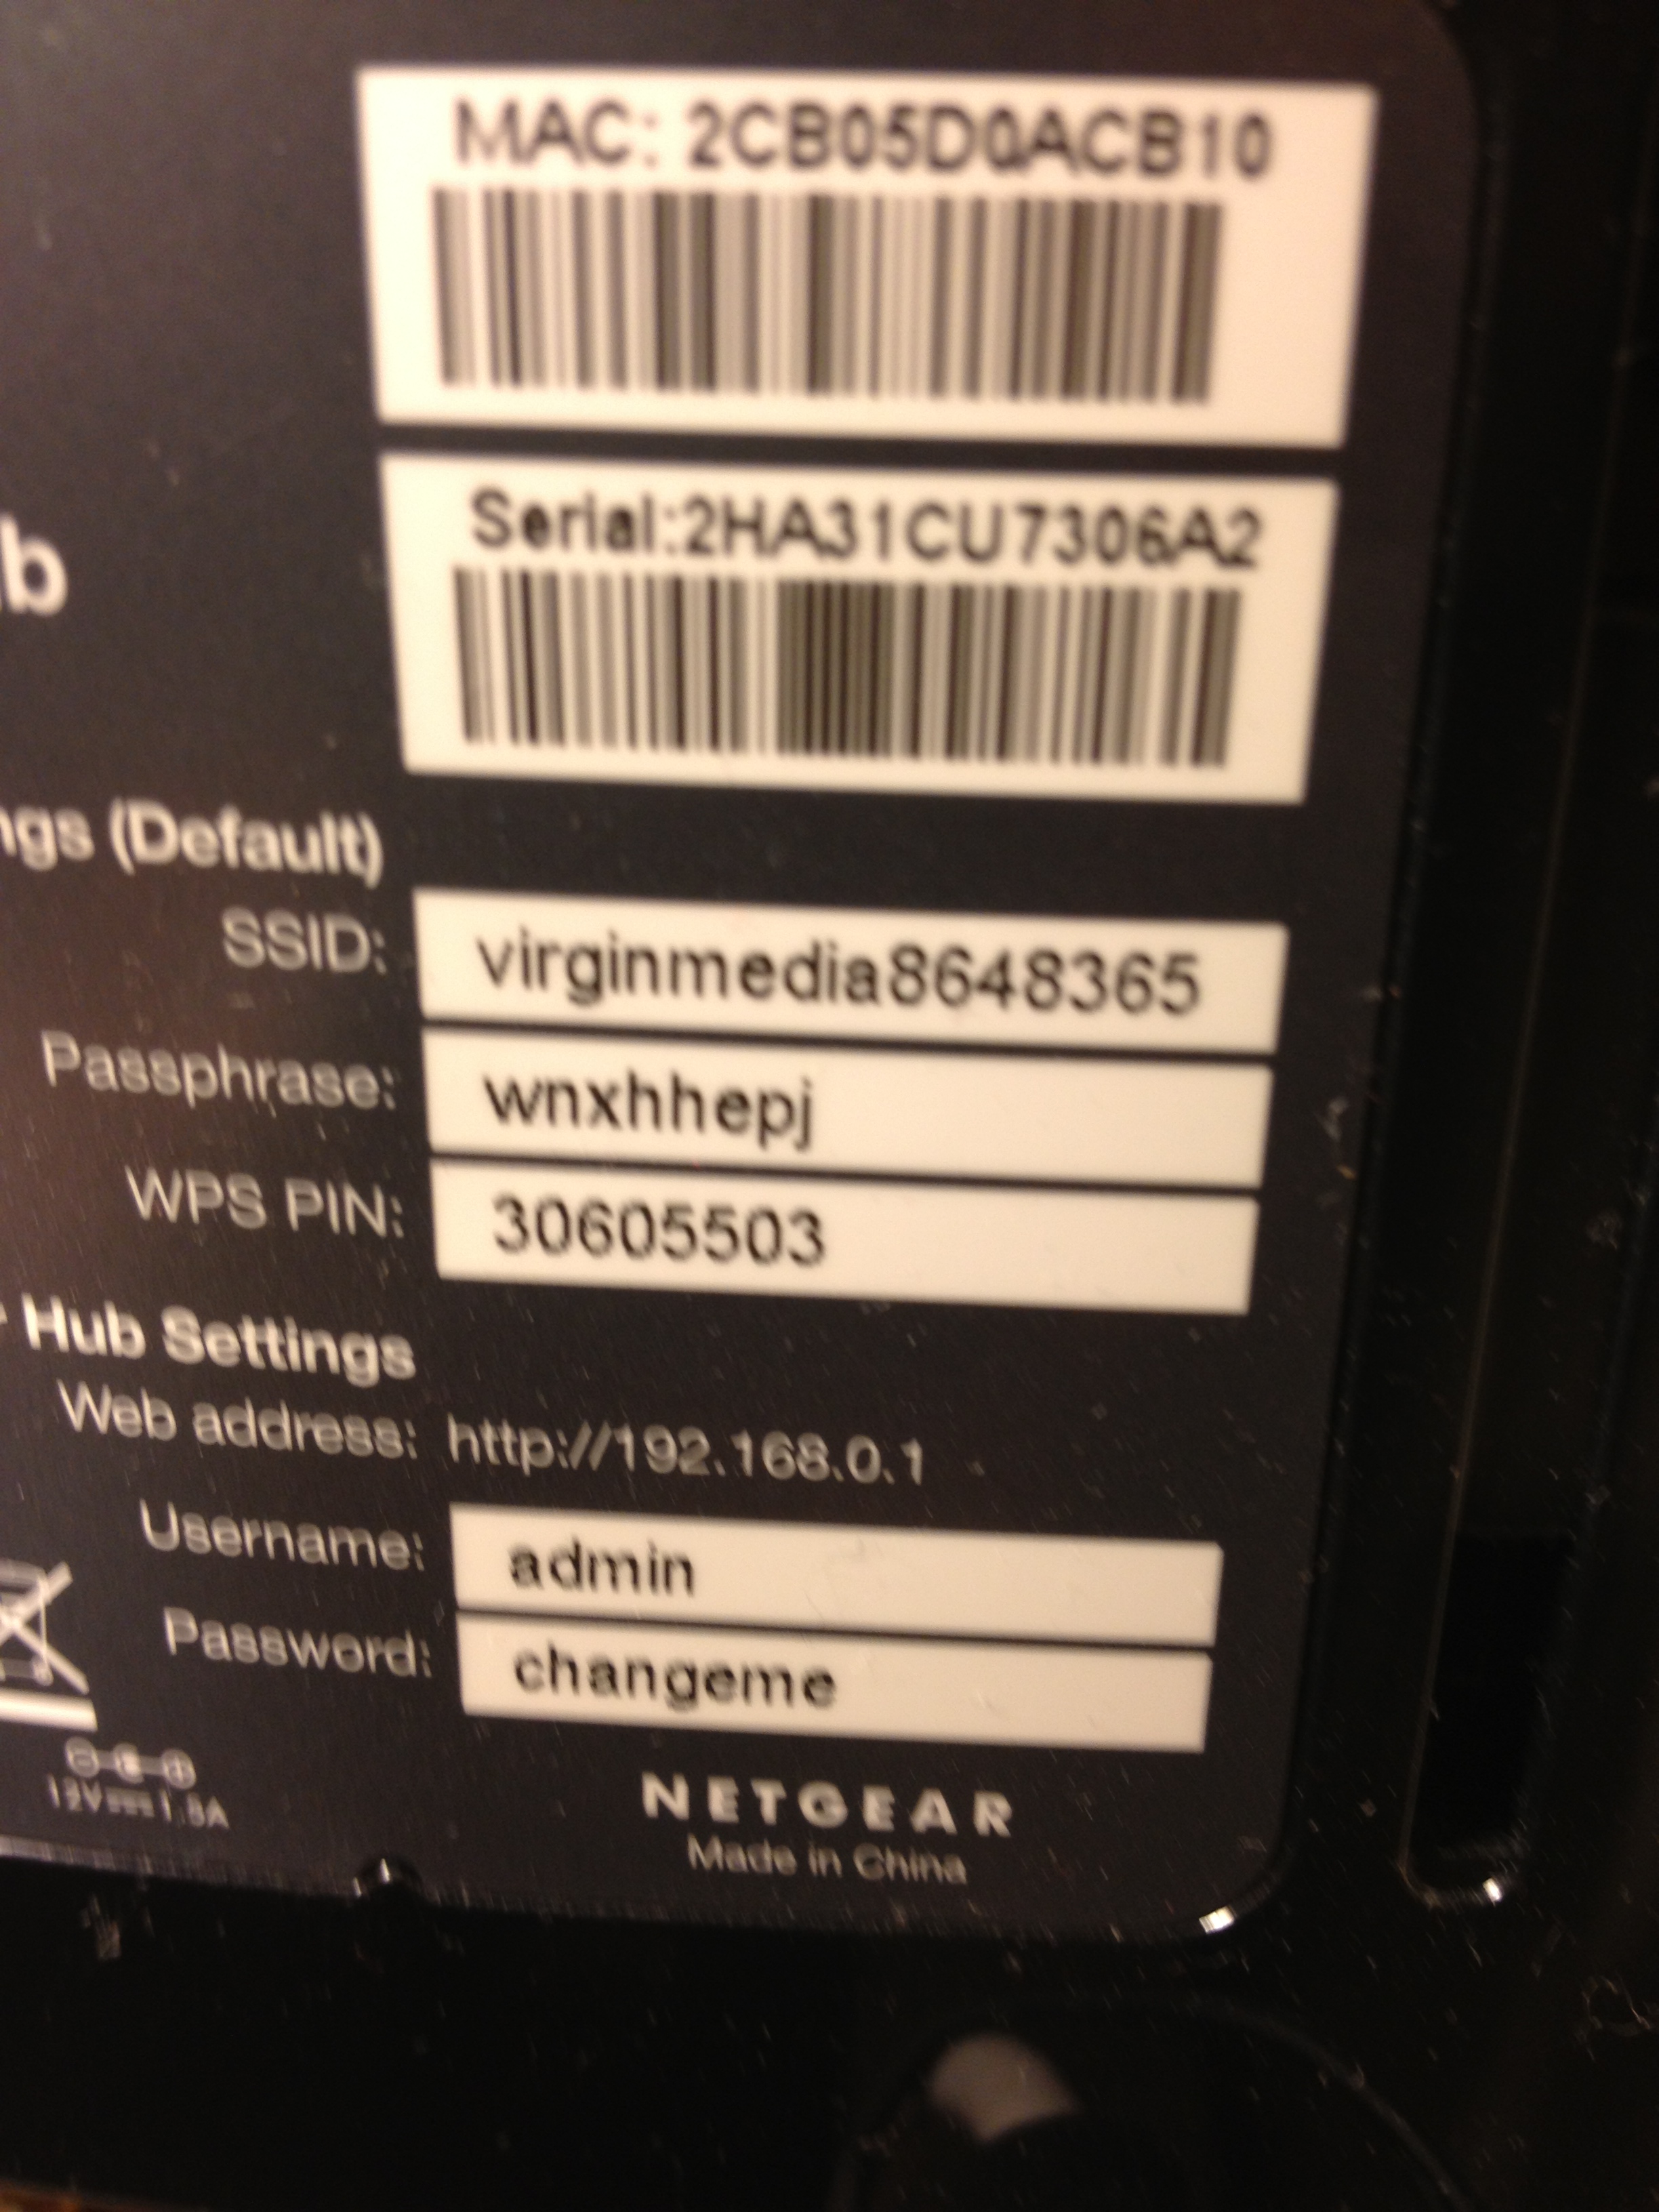 MAC: 2CB05D0ACB10
Serial:2HA31CU7306A2
ngs (Default)
SSID: virginmedia8648365
Passphrase: wnxhhepj
WPS PIN: 30605503
Hub Settings
Web address: http://192.168.0.1
Username: admin
Password: changeme
12V 1.5A
NETGEAR
Made in China